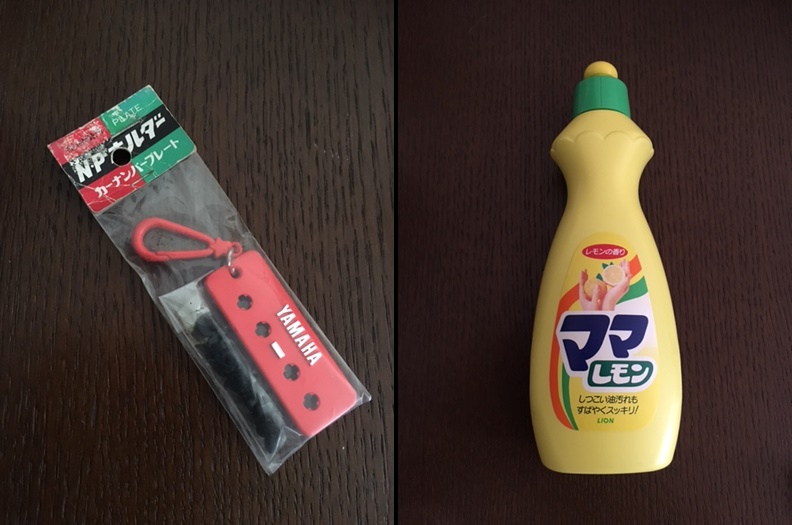 PLATE
N·Pホルダー
カーナンバープレート
YAMAHA
レモンの香り
ママ
レモン
しつこい油汚れも
すばやくスッキリ!
LION